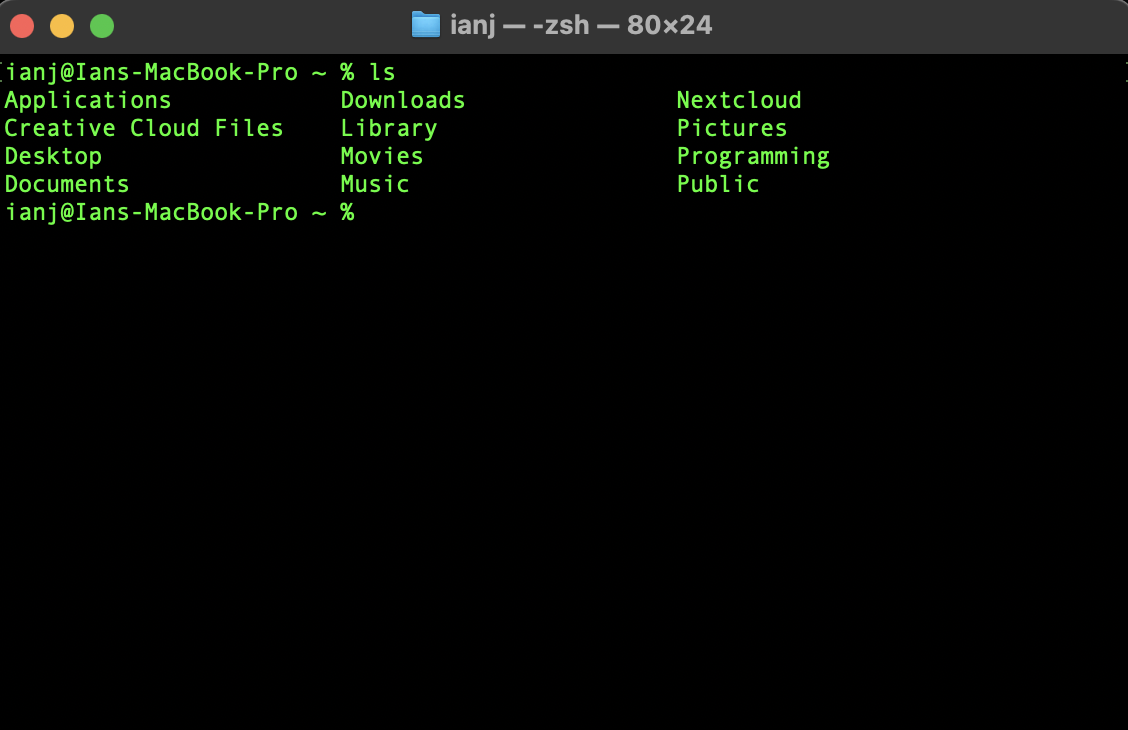 ianj — -zsh — 80×24
ianj@Ians-MacBook-Pro ~ % ls
Applications Downloads Nextcloud
Creative Cloud Files Library Pictures
Desktop Movies Programming
Documents Music Public
ianj@Ians-MacBook-Pro ~ %